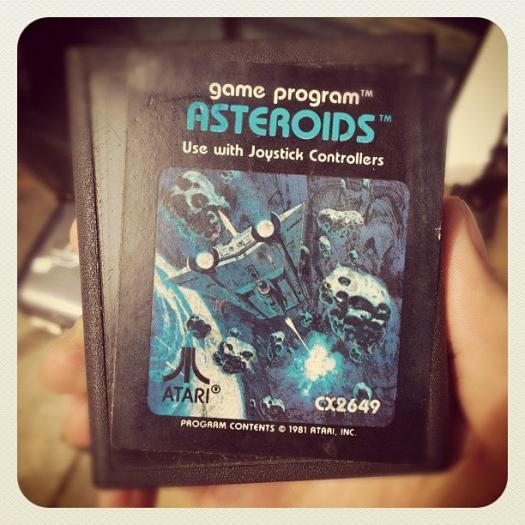 game program™
ASTEROIDS™
Use with Joystick Controllers
ATARI®
CX2649
PROGRAM CONTENTS © 1981 ATARI, INC.